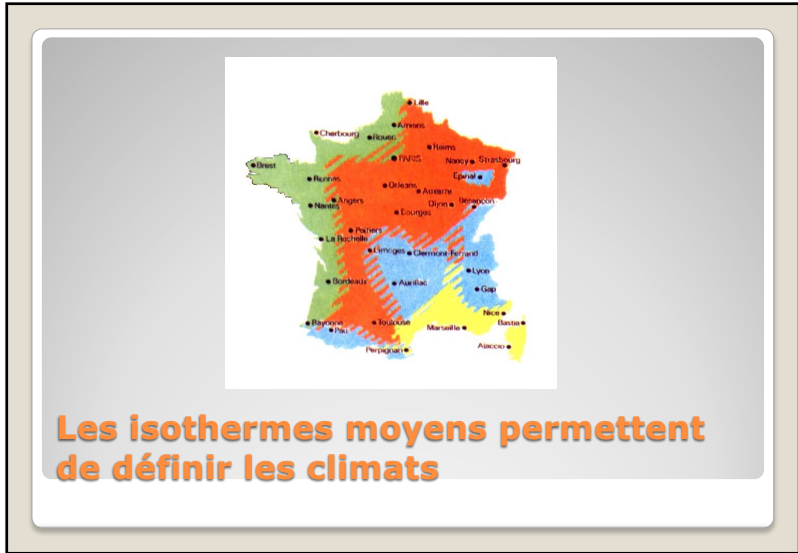 Lille
Amiens
Cherbourg
Rouen
Reims
PARIS
Nancy
Strasbourg
Brest
Epinal
Rennes
Orleans
Auxerre
Angers
Dijon
Besançon
Nantes
Bourges
Poitiers
La Rochelle
Limoges
Clermont-Ferrand
Lyon
Bordeaux
Aurillac
Gap
Nice
Bayonne
Toulouse
Marseille
Bastia
Pau
Perpignan
Ajaccio
Les isothermes moyens permettent
de définir les climats